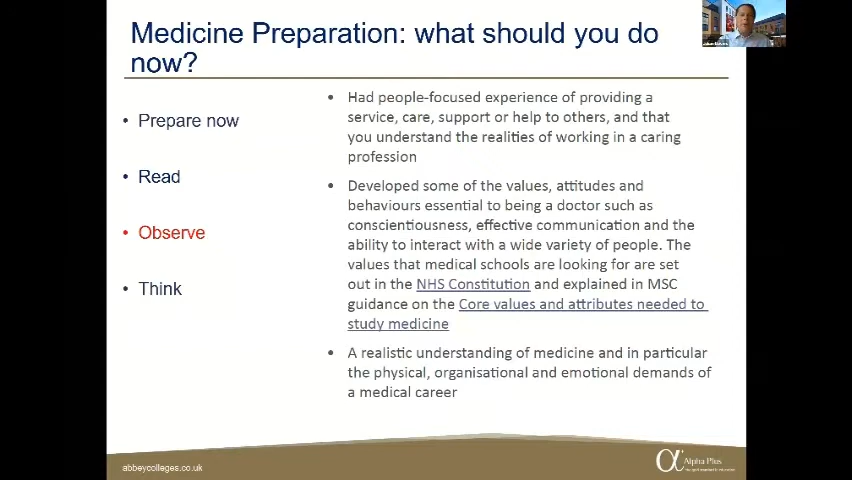 Medicine Preparation: what should you do
now?
• Prepare now
• Read
• Observe
• Think
• Had people-focused experience of providing a
service, care, support or help to others, and that
you understand the realities of working in a caring
profession
• Developed some of the values, attitudes and
behaviours essential to being a doctor such as
conscientiousness, effective communication and the
ability to interact with a wide variety of people. The
values that medical schools are looking for are set
out in the NHS Constitution and explained in MSC
guidance on the Core values and attributes needed to
study medicine
• A realistic understanding of medicine and in particular
the physical, organisational and emotional demands of
a medical career
abbeycolleges.co.uk
Alpha Plus